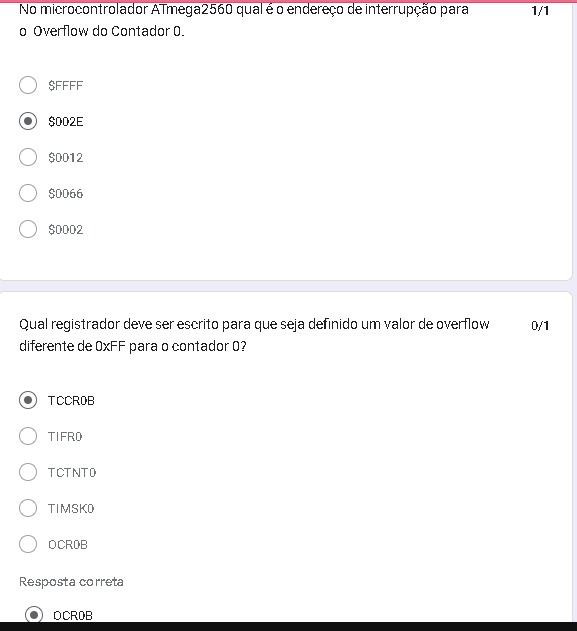 No microcontrolador ATmega2560 qual é o endereço de interrupção para
1/1
o Overflow do Contador 0.
$FFFF
$002E
$0012
$0066
$0002
Qual registrador deve ser escrito para que seja definido um valor de overflow
0/1
diferente de 0xFF para o contador 0?
TCCR0B
TIFR0
TCTNT0
TIMSK0
OCR0B
Resposta correta
OCR0B